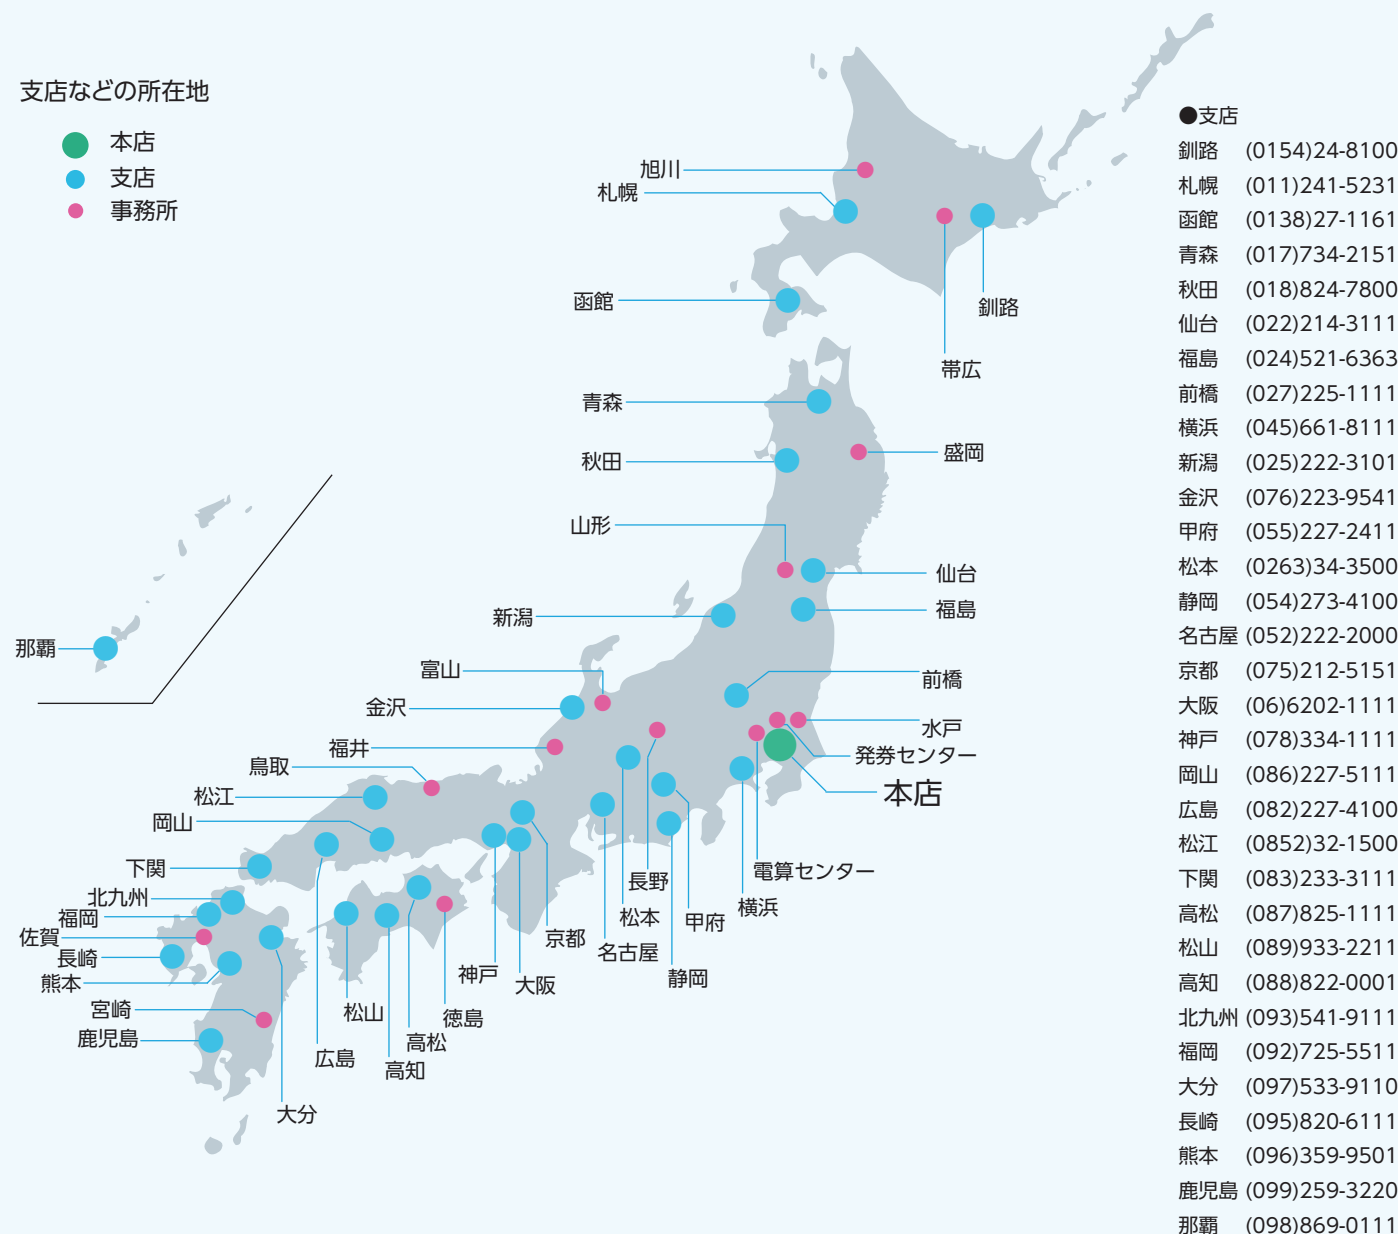 支店などの所在地
本店
支店
事務所
旭川
札幌
函館
釧路
帯広
青森
秋田
盛岡
山形
仙台
福島
新潟
那覇
富山
金沢
福井
鳥取
松江
岡山
下関
北九州
福岡
佐賀
長崎
熊本
宮崎
鹿児島
前橋
水戸
発券センター
本店
電算センター
長野
横浜
松本
甲府
京都
名古屋
静岡
神戸
大阪
松山
徳島
高松
広島
高知
大分
●支店
釧路 (0154)24-8100
札幌 (011)241-5231
函館 (0138)27-1161
青森 (017)734-2151
秋田 (018)824-7800
仙台 (022)214-3111
福島 (024)521-6363
前橋 (027)225-1111
横浜 (045)661-8111
新潟 (025)222-3101
金沢 (076)223-9541
甲府 (055)227-2411
松本 (0263)34-3500
静岡 (054)273-4100
名古屋 (052)222-2000
京都 (075)212-5151
大阪 (06)6202-1111
神戸 (078)334-1111
岡山 (086)227-5111
広島 (082)227-4100
松江 (0852)32-1500
下関 (083)233-3111
高松 (087)825-1111
松山 (089)933-2211
高知 (088)822-0001
北九州 (093)541-9111
福岡 (092)725-5511
大分 (097)533-9110
長崎 (095)820-6111
熊本 (096)359-9501
鹿児島 (099)259-3220
那覇 (098)869-0111